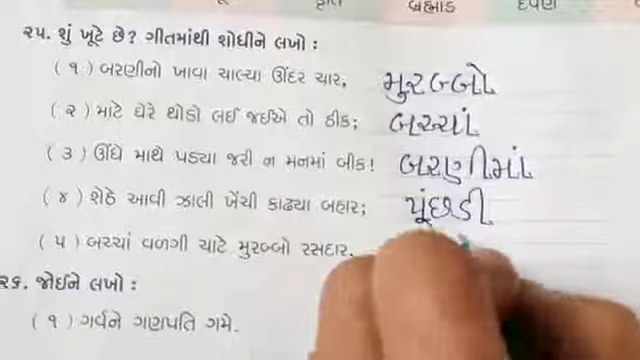 બ્રહ્માંડ
૨૫. શું ખૂટે છે? ગીતમાંથી શોધીને લખો :
(૧) બરણીનો ખાવા ચાલ્યા ઊંદર ચાર; મુરબ્બો.
(૨) માટે ઘેરે થોડો લઈ જઈએ તો ઠીક; બચ્ચાં.
(૩) ઊંધે માથે પડ્યા જરી ન મનમાં બીક! બરણીમાં.
(૪) શેઠે આવી ઝાલી ખેંચી કાઢ્યા બહાર; પૂંછડી.
(૫) બચ્ચાં વળગી ચાટે મુરબ્બો રસદાર.
૨૬. જોઈને લખો :
(૧) ગર્વને ગણપતિ ગમે.